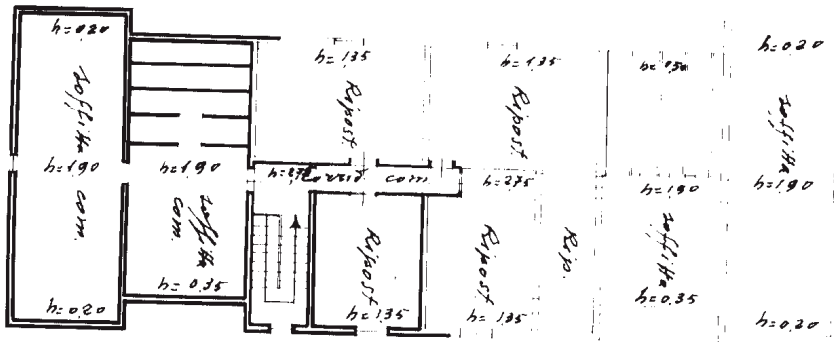 h=0.20
h=1.35
h=1.35
h=0.50
h=0.20
soffitta com.
Ripost.
Ripost.
soffitta
h=1.90
h=1.90
h=2.75
com
h=2.75
h=1.90
h=1.90
soffitta com.
Ripost.
Ripost.
Rip.
soffitta
h=0.35
h=0.35
h=0.20
h=1.35
h=1.35
h=0.20